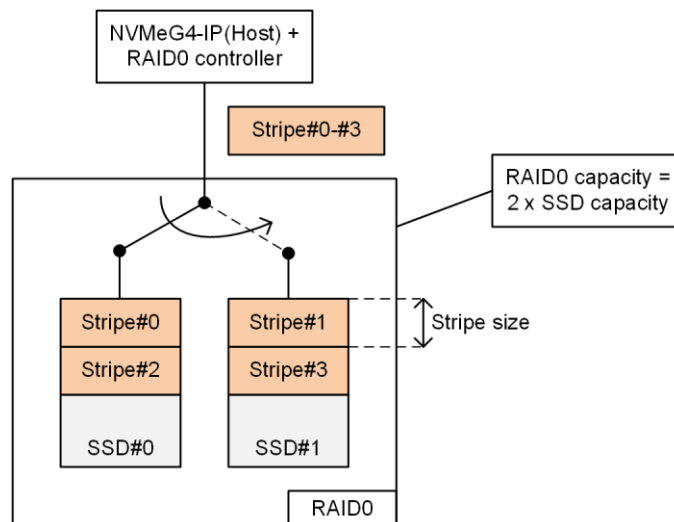 NVMeG4-IP(Host) +
RAID0 controller
Stripe#0-#3
RAID0 capacity =
2 x SSD capacity
Stripe#0
Stripe#1
Stripe size
Stripe#2
Stripe#3
SSD#0
SSD#1
RAID0